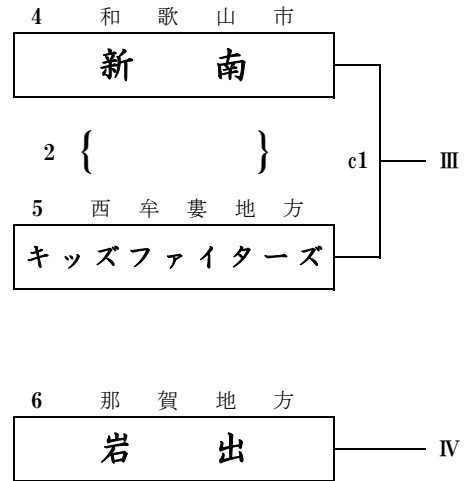 4 和歌山市
新南
2 { } c1 Ⅲ
5 西牟婁地方
キッズファイターズ
6 那賀地方
岩出 Ⅳ